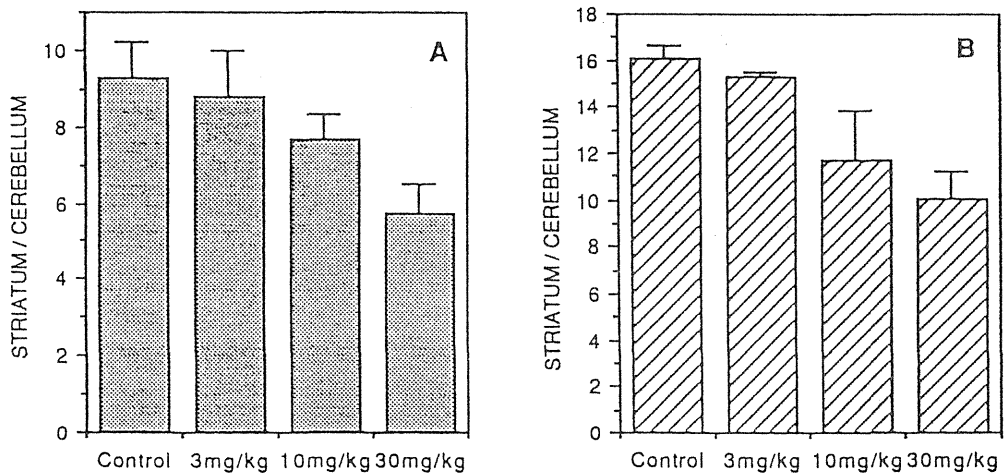 A
STRIATUM / CEREBELLUM
10
8
6
4
2
0
Control 3mg/kg 10mg/kg 30mg/kg
B
STRIATUM / CEREBELLUM
18
16
14
12
10
8
6
4
2
0
Control 3mg/kg 10mg/kg 30mg/kg